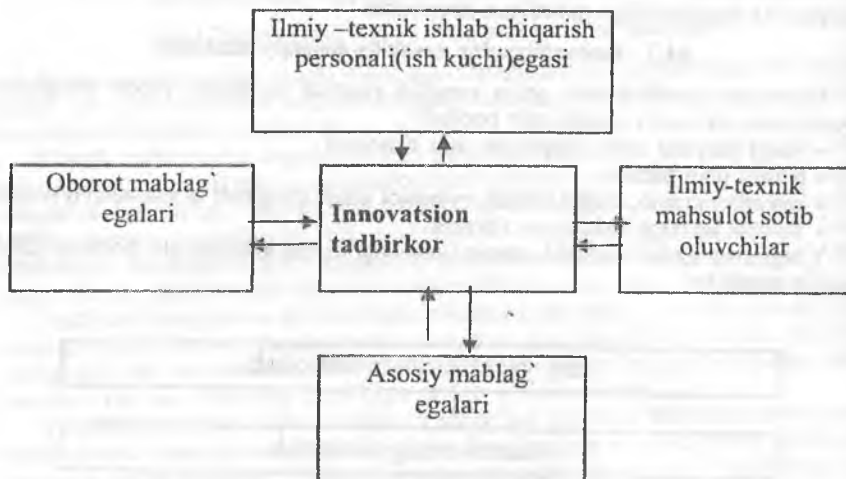 Ilmiy –texnik ishlab chiqarish
personali(ish kuchi)egasi
Oborot mablag`
egalari
Innovatsion
tadbirkor
Ilmiy-texnik
mahsulot sotib
oluvchilar
Asosiy mablag`
egalari